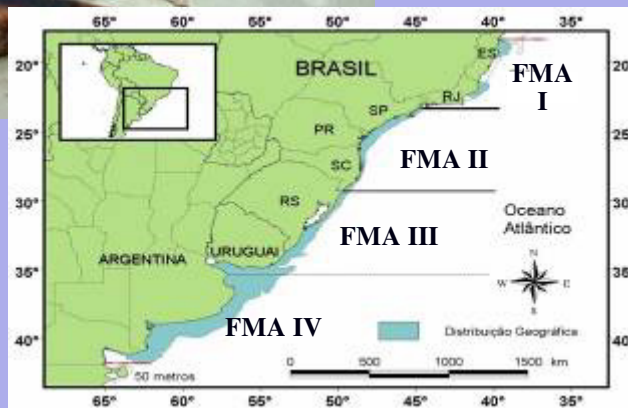 65° 60° 55° 50° 45° 40° 35°
20° 20°
BRASIL
ES
FMA I
RJ
SP
25° 25°
PR
FMA II
SC
30° 30°
RS
Oceano Atlântico
FMA III
URUGUAI
ARGENTINA
N
W E
S
35° 35°
FMA IV
Distribuição Geográfica
40° 40°
0 500 1000 1500 km
50 metros
65° 60° 55° 50° 45° 40° 35°